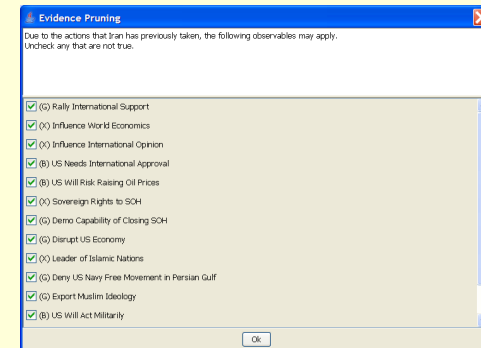 Evidence Pruning
Due to the actions that Iran has previously taken, the following observables may apply.
Uncheck any that are not true.
(G) Rally International Support
(X) Influence World Economics
(X) Influence International Opinion
(B) US Needs International Approval
(B) US Will Risk Raising Oil Prices
(X) Sovereign Rights to SOH
(G) Demo Capability of Closing SOH
(G) Disrupt US Economy
(X) Leader of Islamic Nations
(G) Deny US Navy Free Movement in Persian Gulf
(G) Export Muslim Ideology
(B) US Will Act Militarily
Ok